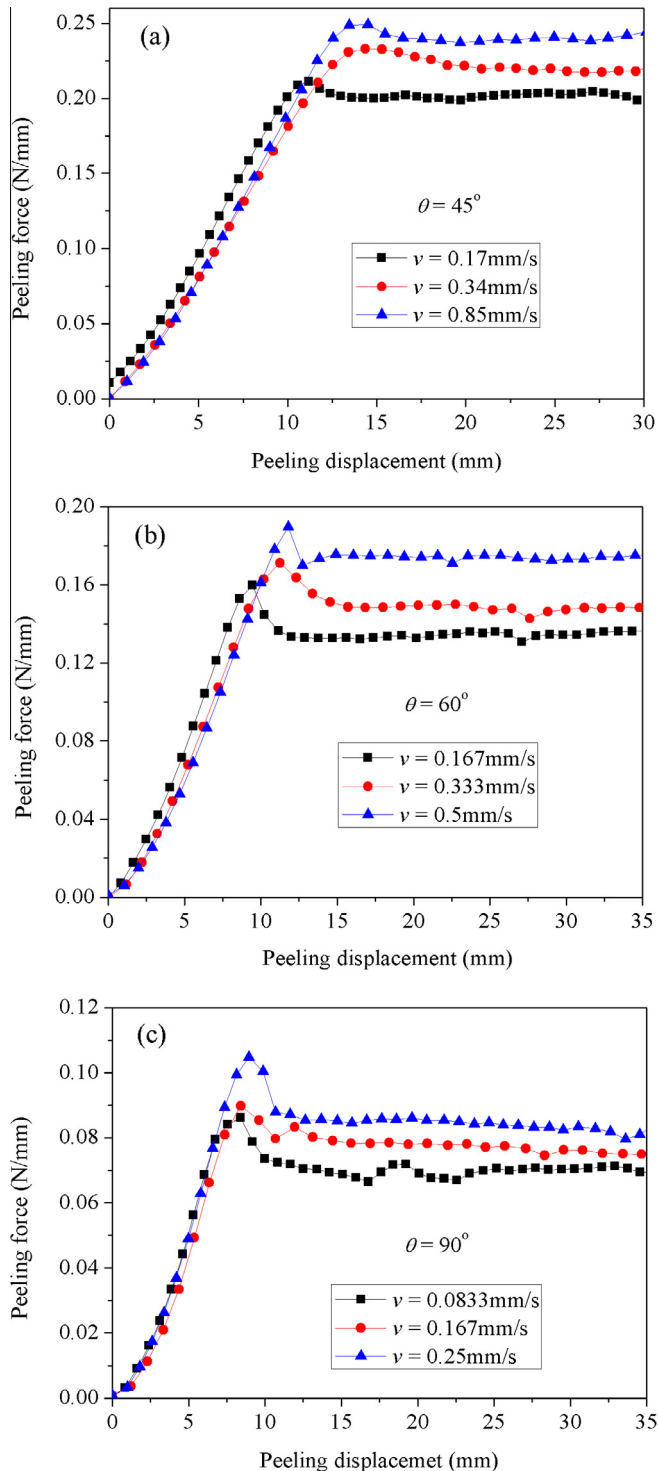 (a)
Peeling force (N/mm)
0.25
0.20
0.15
0.10
0.05
0.00
θ = 45°
v = 0.17mm/s
v = 0.34mm/s
v = 0.85mm/s
0 5 10 15 20 25 30
Peeling displacement (mm)
(b)
Peeling force (N/mm)
0.20
0.16
0.12
0.08
0.04
0.00
θ = 60°
v = 0.167mm/s
v = 0.333mm/s
v = 0.5mm/s
0 5 10 15 20 25 30 35
Peeling displacement (mm)
(c)
Peeling force (N/mm)
0.12
0.10
0.08
0.06
0.04
0.02
0.00
θ = 90°
v = 0.0833mm/s
v = 0.167mm/s
v = 0.25mm/s
0 5 10 15 20 25 30 35
Peeling displacemet (mm)